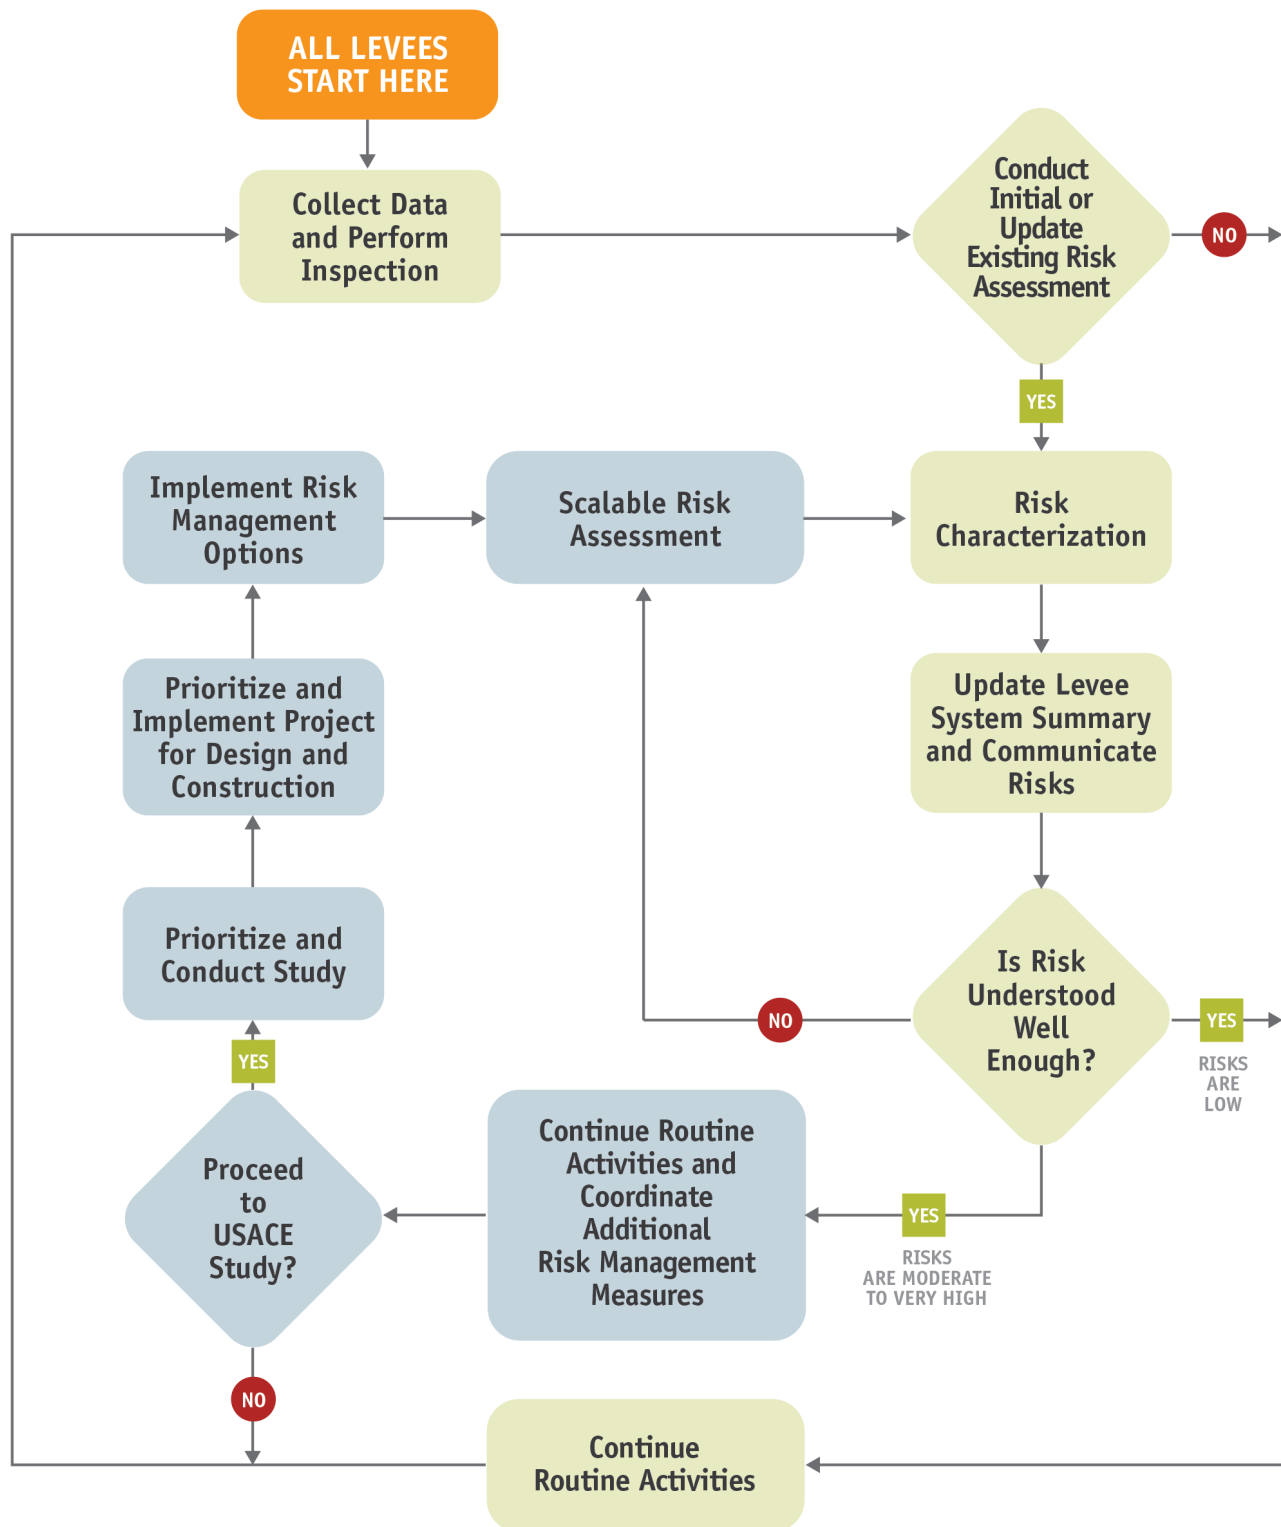 ALL LEVEES
START HERE
Collect Data
and Perform
Inspection
Conduct
Initial or
Update
Existing Risk
Assessment
NO
YES
Implement Risk
Management
Options
Scalable Risk
Assessment
Risk
Characterization
Prioritize and
Implement Project
for Design and
Construction
Update Levee
System Summary
and Communicate
Risks
Prioritize and
Conduct Study
Is Risk
Understood
Well
Enough?
NO
YES
RISKS
ARE
LOW
YES
Proceed
to
USACE
Study?
Continue Routine
Activities and
Coordinate
Additional
Risk Management
Measures
YES
RISKS
ARE MODERATE
TO VERY HIGH
NO
Continue
Routine Activities